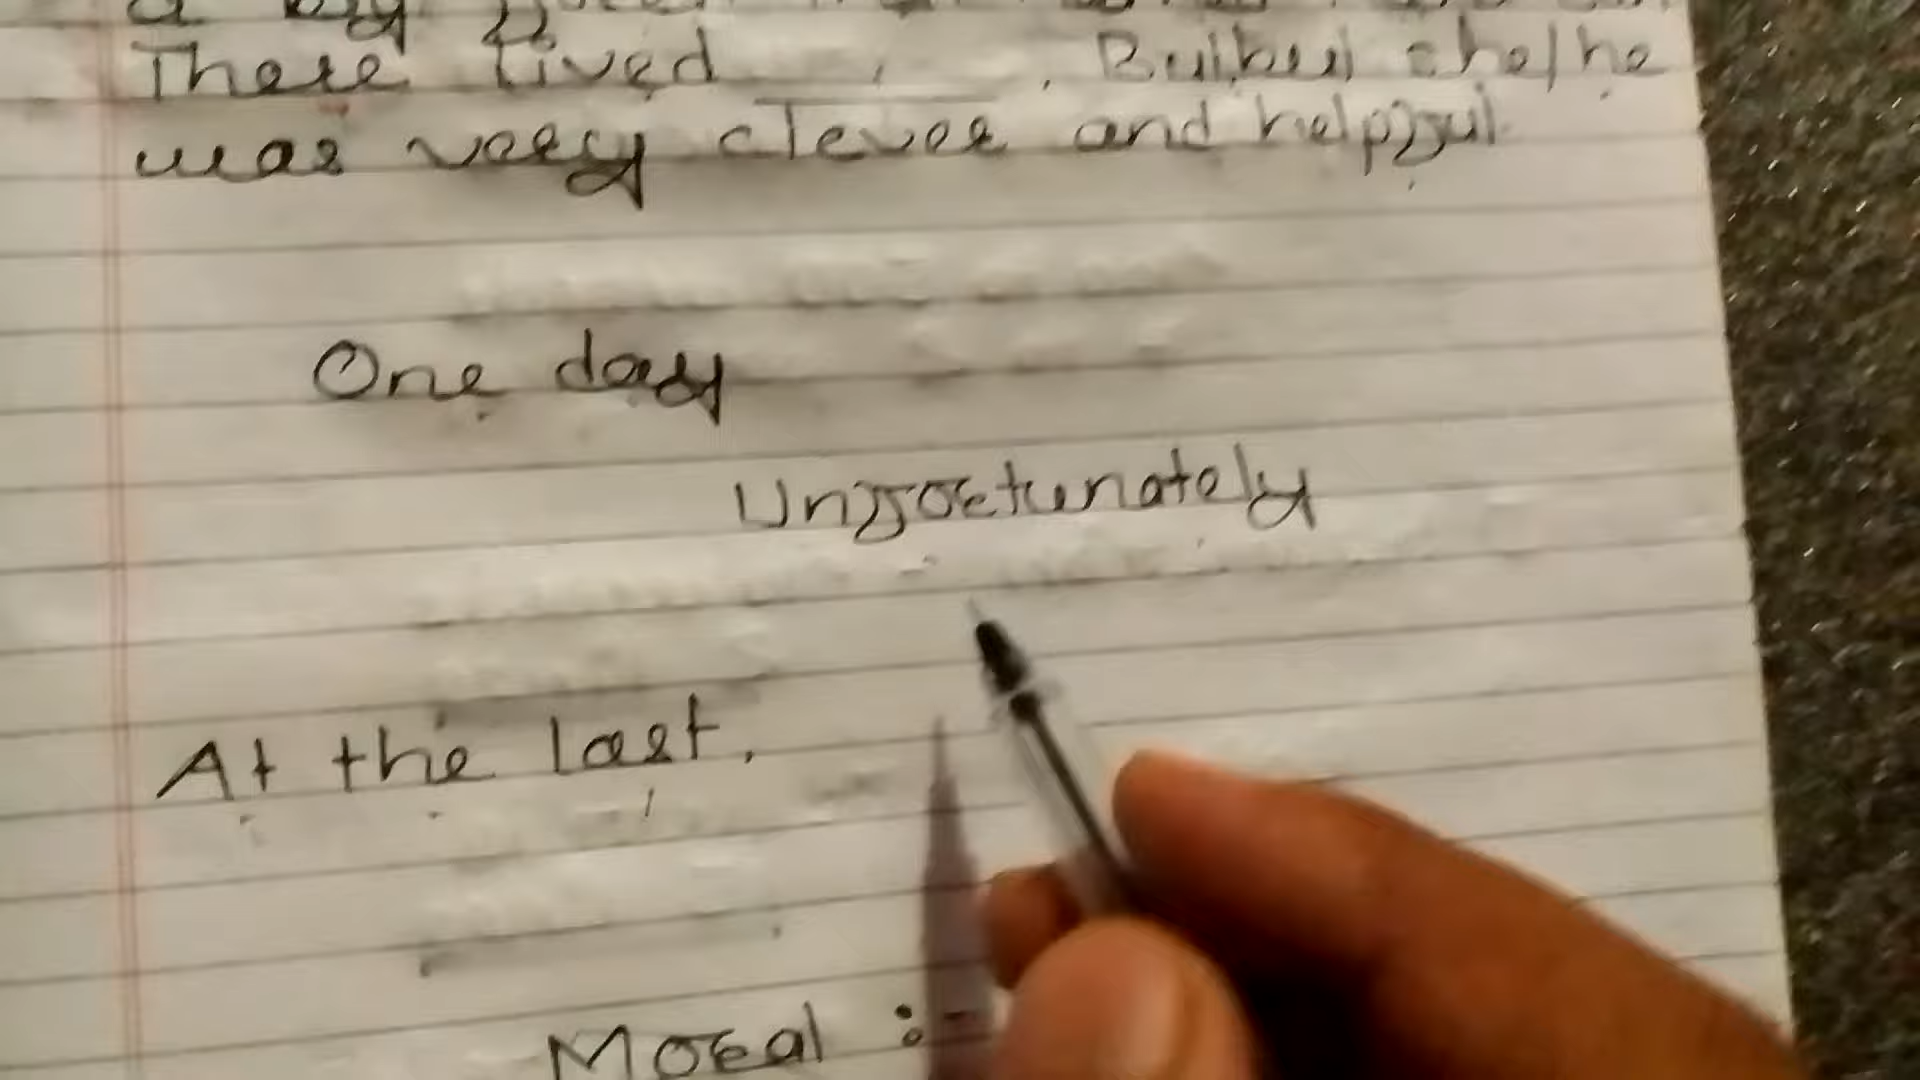 There lived , . Bulbul she/he
was very clever and helpful
One day
Unfortunately
At the last,
Moral :-